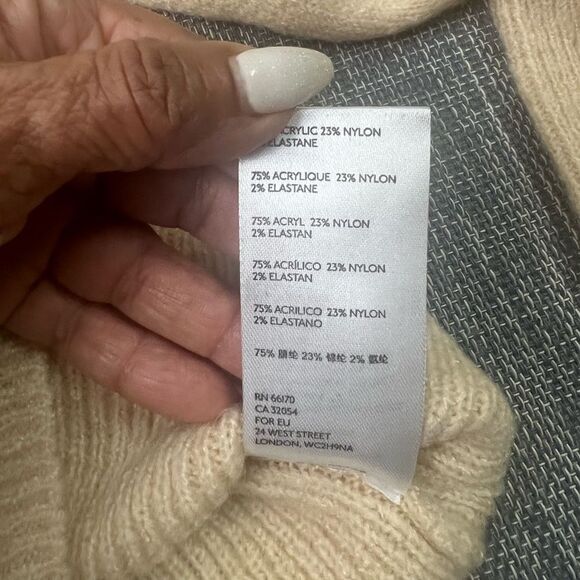 ACRYLIC 23% NYLON
ELASTANE
75% ACRYLIQUE 23% NYLON
2% ELASTANE
75% ACRYL 23% NYLON
2% ELASTAN
75% ACRÍLICO 23% NYLON
2% ELASTAN
75% ACRILICO 23% NYLON
2% ELASTANO
75% 腈纶 23% 锦纶 2% 氨纶
RN 66170
CA 32054
FOR EU
24 WEST STREET
LONDON, WC2H9NA